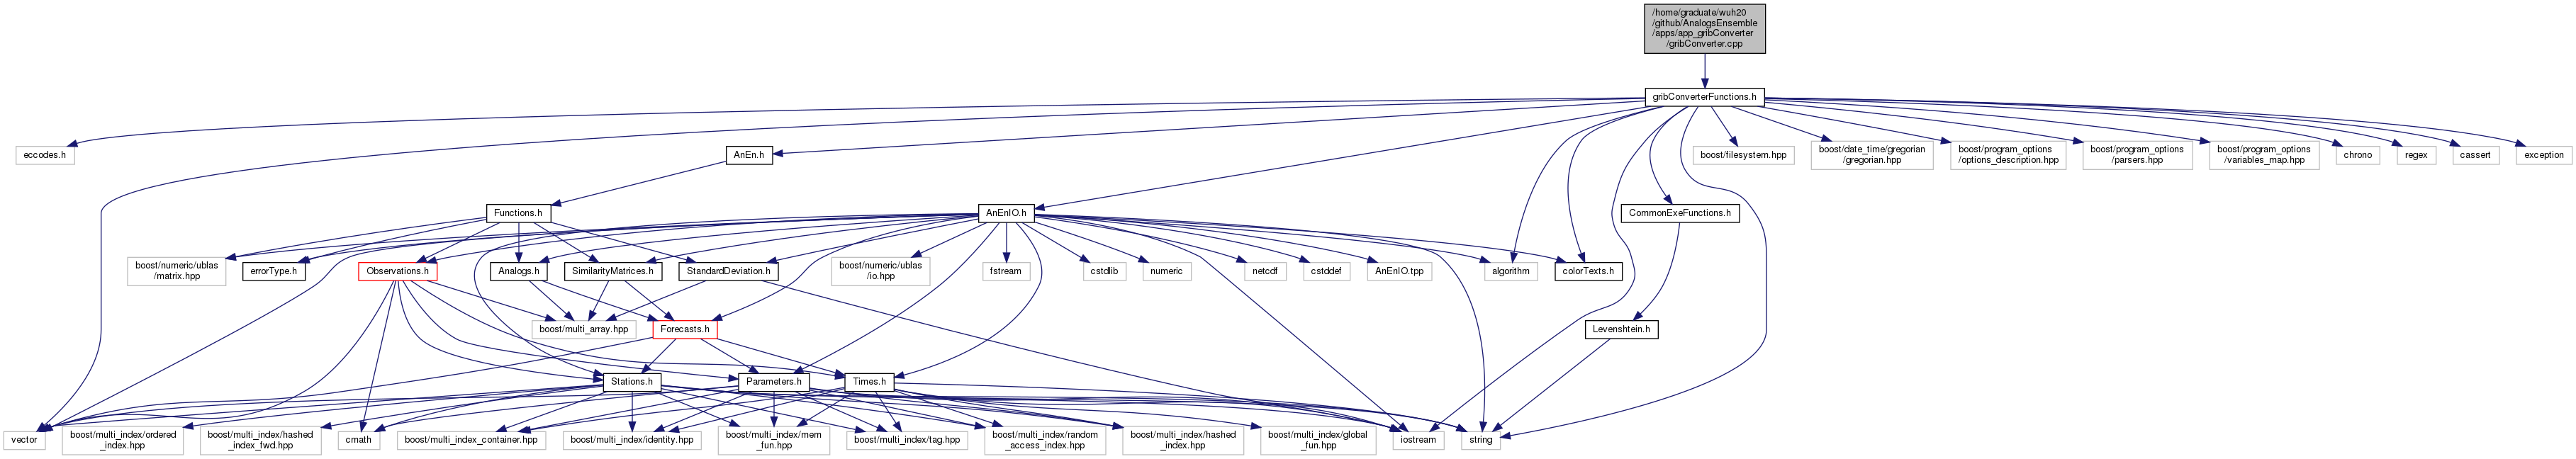 /home/graduate/wuh20
/github/AnalogsEnsemble
/apps/app_gribConverter
/gribConverter.cpp
gribConverterFunctions.h
eccodes.h
AnEn.h
boost/filesystem.hpp
boost/date_time/gregorian
/gregorian.hpp
boost/program_options
/options_description.hpp
boost/program_options
/parsers.hpp
boost/program_options
/variables_map.hpp
chrono
regex
cassert
exception
Functions.h
AnEnIO.h
CommonExeFunctions.h
boost/numeric/ublas
/matrix.hpp
errorType.h
Observations.h
Analogs.h
SimilarityMatrices.h
StandardDeviation.h
boost/numeric/ublas
/io.hpp
fstream
cstdlib
numeric
netcdf
cstddef
AnEnIO.tpp
algorithm
colorTexts.h
boost/multi_array.hpp
Forecasts.h
Levenshtein.h
Stations.h
Parameters.h
Times.h
vector
boost/multi_index/ordered
_index.hpp
boost/multi_index/hashed
_index_fwd.hpp
cmath
boost/multi_index_container.hpp
boost/multi_index/identity.hpp
boost/multi_index/mem
_fun.hpp
boost/multi_index/tag.hpp
boost/multi_index/random
_access_index.hpp
boost/multi_index/hashed
_index.hpp
boost/multi_index/global
_fun.hpp
iostream
string